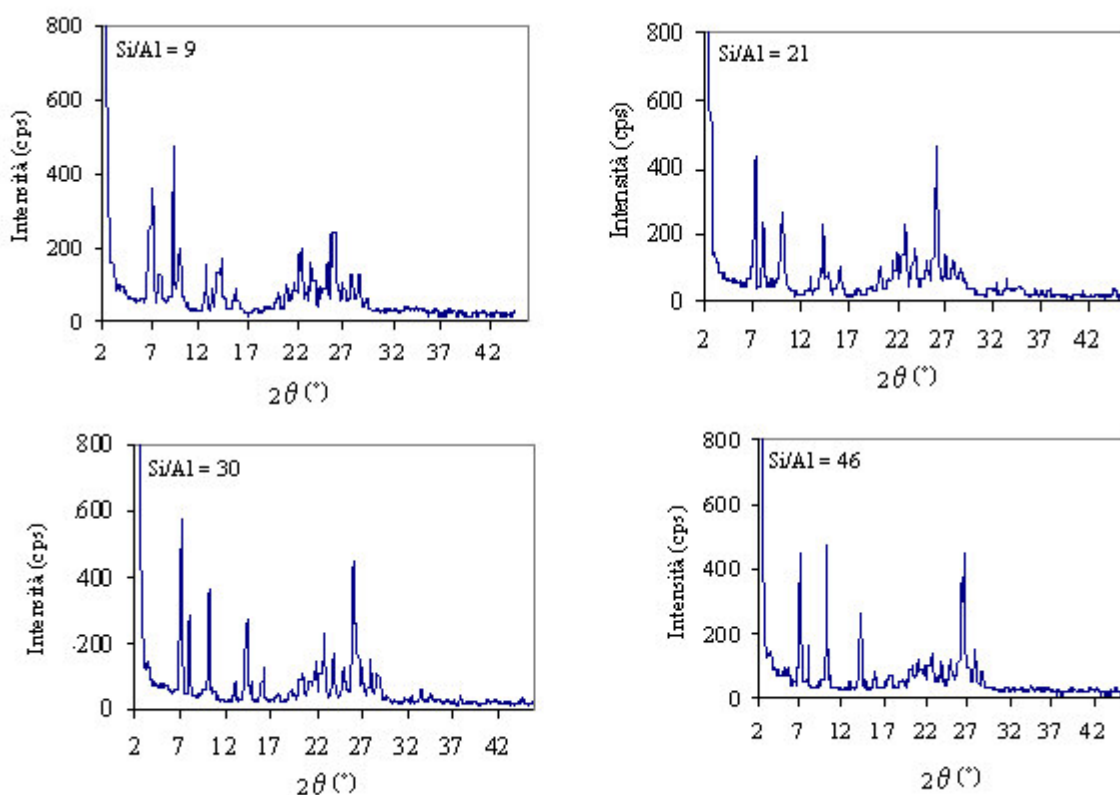 Si/Al = 9
Intensità (cps)
800
600
400
200
0
2 7 12 17 22 27 32 37 42
2θ (°)
Si/Al = 21
Intensità (cps)
800
600
400
200
0
2 7 12 17 22 27 32 37 42
2θ (°)
Si/Al = 30
Intensità (cps)
800
600
400
200
0
2 7 12 17 22 27 32 37 42
2θ (°)
Si/Al = 46
Intensità (cps)
800
600
400
200
0
2 7 12 17 22 27 32 37 42
2θ (°)